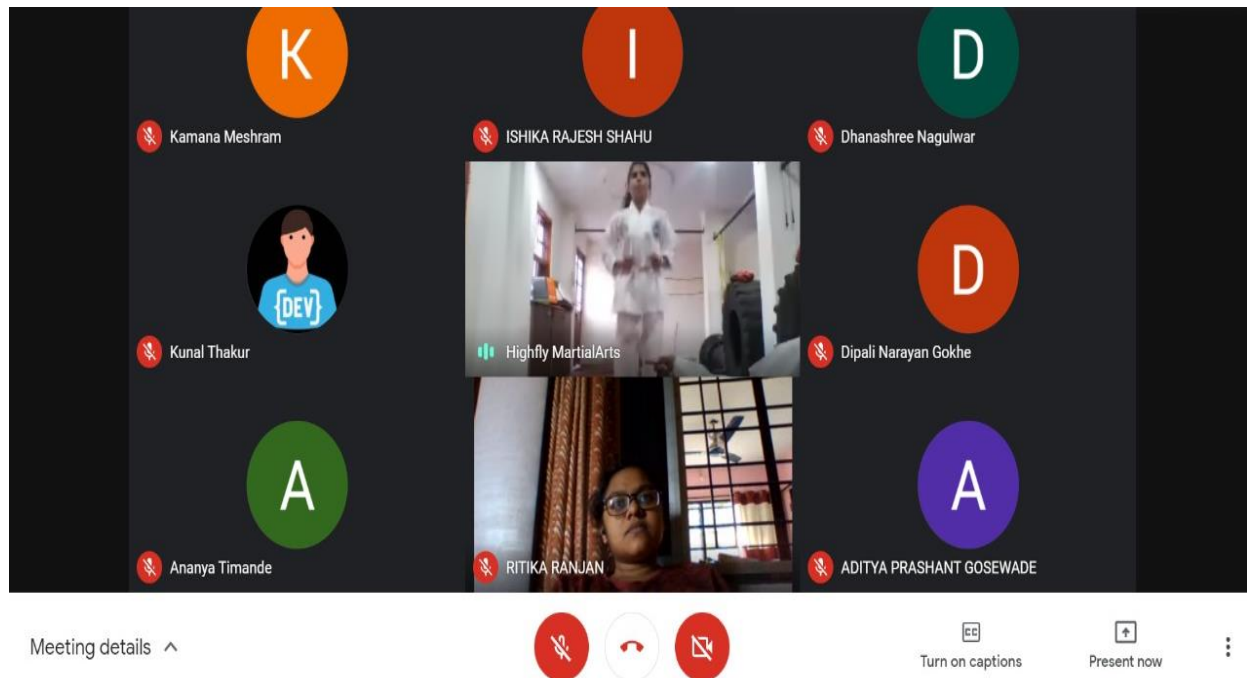 K
I
D
Kamana Meshram
ISHIKA RAJESH SHAHU
Dhanashree Nagulwar
{DEV}
D
Kunal Thakur
Highfly MartialArts
Dipali Narayan Gokhe
A
A
Ananya Timande
RITIKA RANJAN
ADITYA PRASHANT GOSEWADE
Meeting details
CC
Turn on captions
Present now